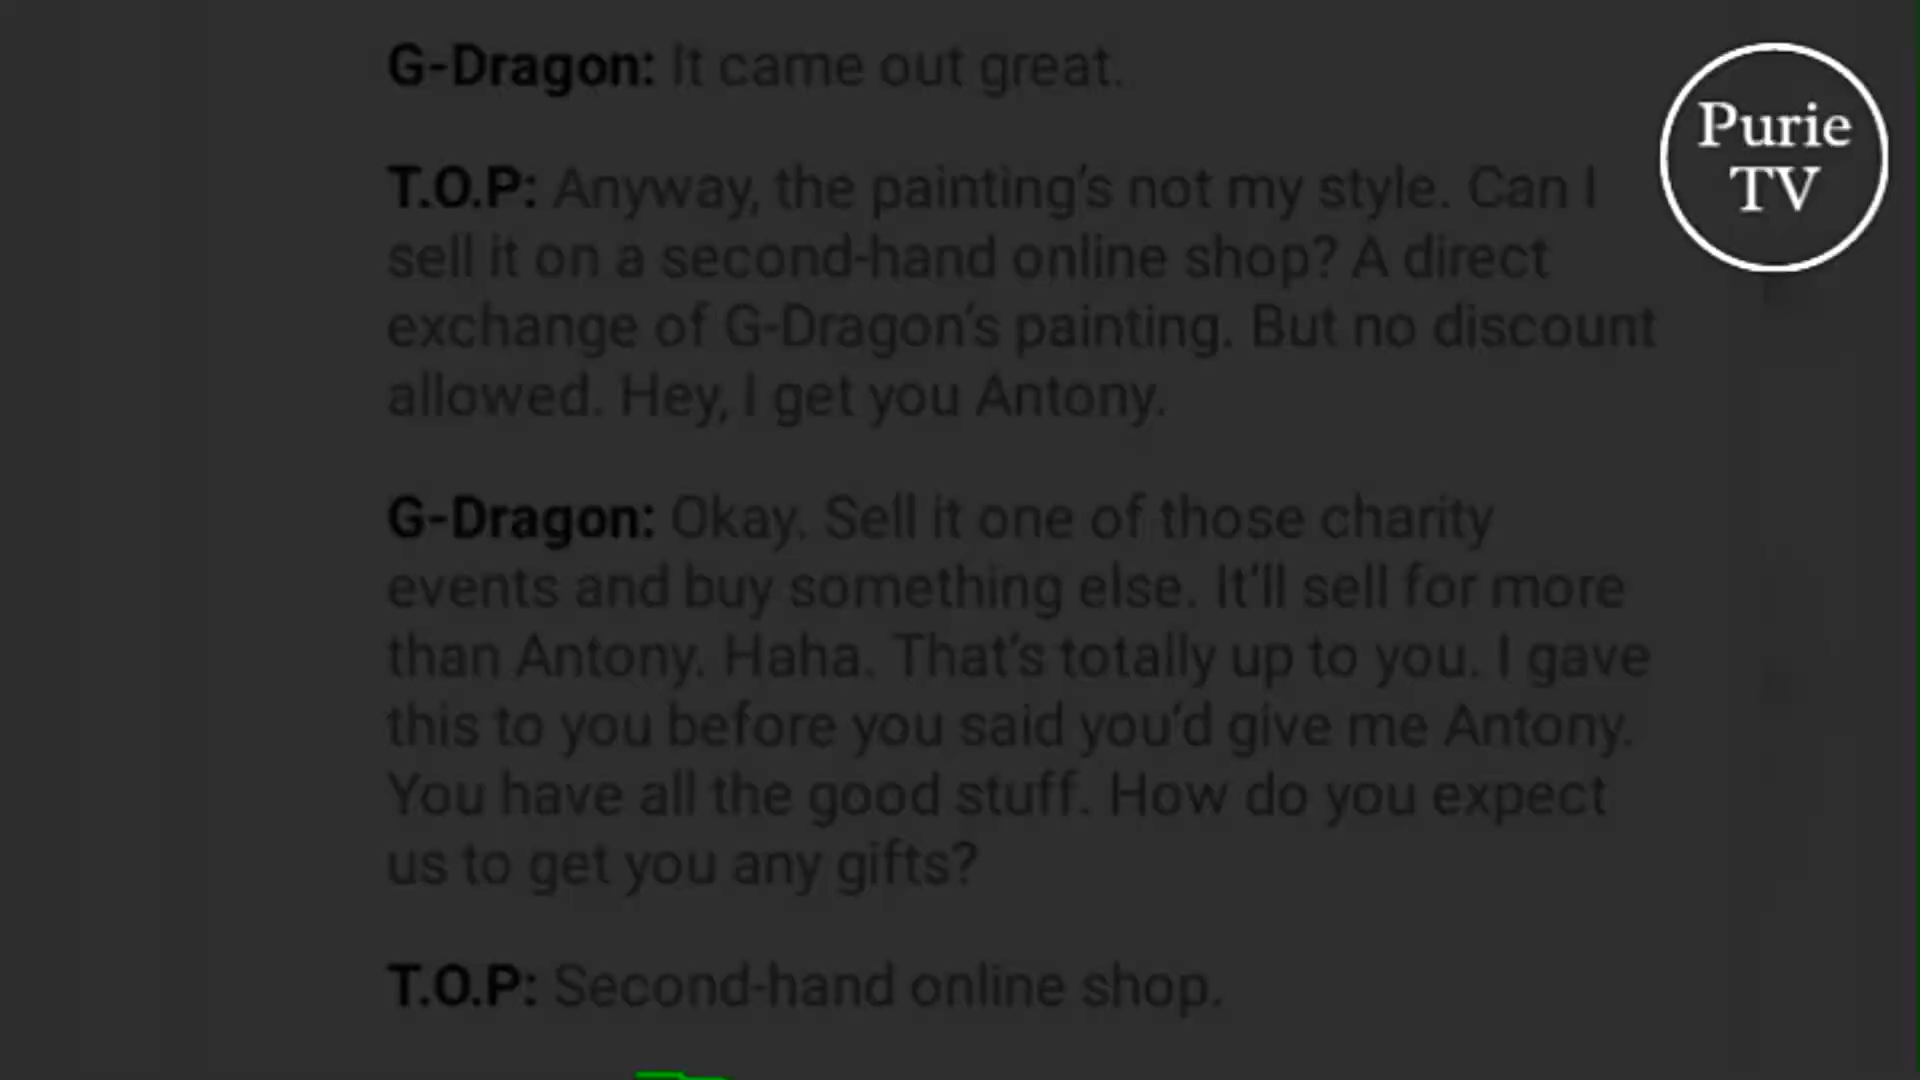 G-Dragon: It came out great.
Purie
TV
T.O.P: Anyway, the painting's not my style. Can I
sell it on a second-hand online shop? A direct
exchange of G-Dragon's painting. But no discount
allowed. Hey, I get you Antony.
G-Dragon: Okay. Sell it one of those charity
events and buy something else. It'll sell for more
than Antony. Haha. That's totally up to you. I gave
this to you before you said you'd give me Antony.
You have all the good stuff. How do you expect
us to get you any gifts?
T.O.P: Second-hand online shop.